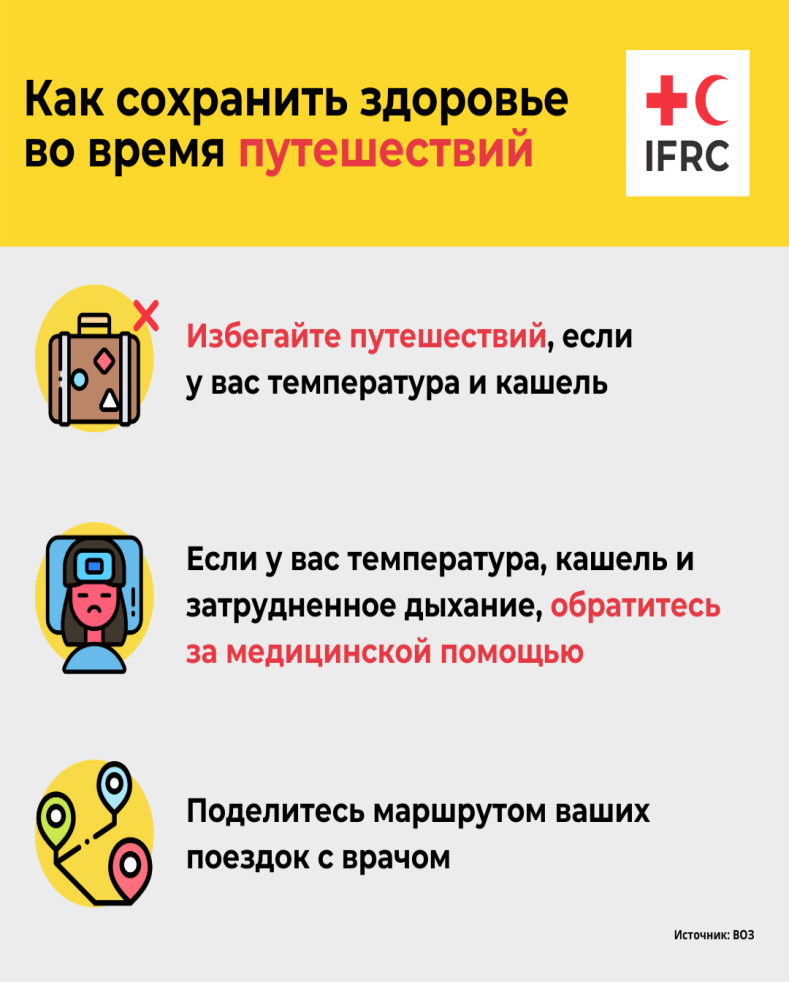 Как сохранить здоровье
во время путешествий
IFRC
Избегайте путешествий, если
у вас температура и кашель
Если у вас температура, кашель и
затрудненное дыхание, обратитесь
за медицинской помощью
Поделитесь маршрутом ваших
поездок с врачом
Источник: ВОЗ